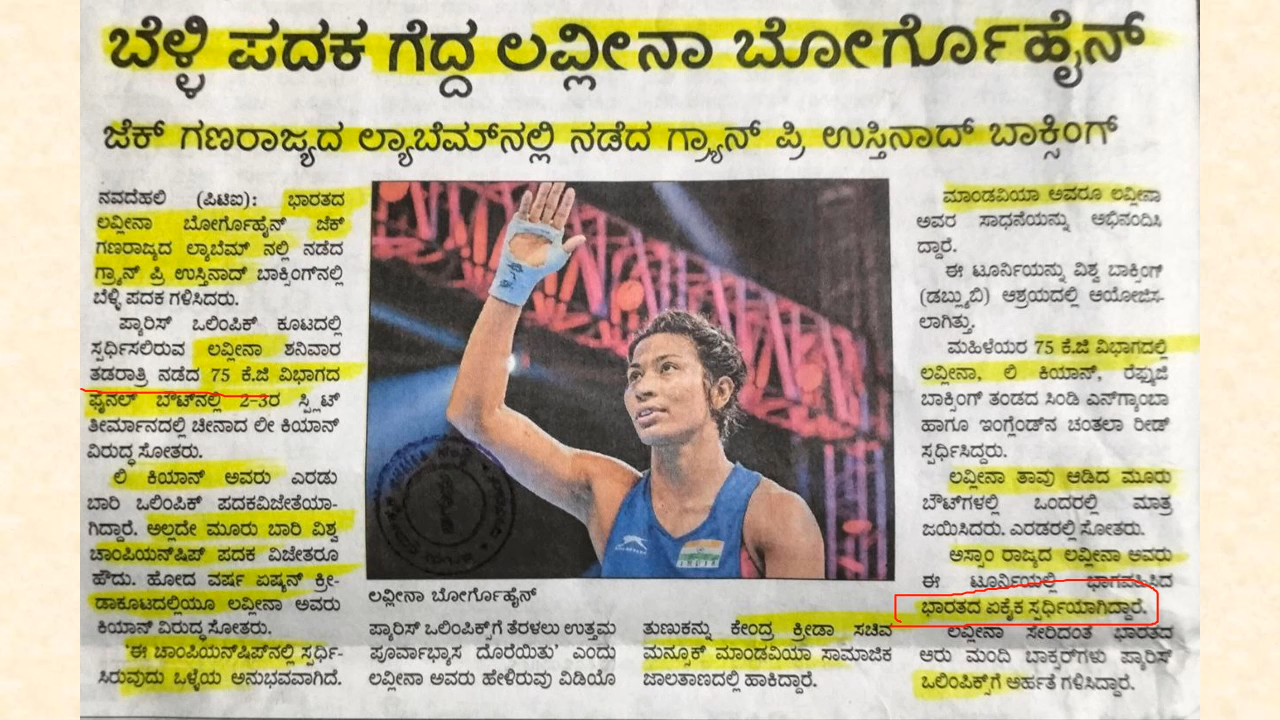 ಬೆಳ್ಳಿ ಪದಕ ಗೆದ್ದ ಲವ್ಲೀನಾ ಬೋರ್ಗೊಹೈನ್
ಜೆಕ್ ಗಣರಾಜ್ಯದ ಲ್ಯಾಬೆಮ್‌ನಲ್ಲಿ ನಡೆದ ಗ್ರ್ಯಾನ್ ಪ್ರಿ ಉಸ್ತಿನಾದ್ ಬಾಕ್ಸಿಂಗ್
ನವದೆಹಲಿ (ಪಿಟಿಐ): ಭಾರತದ
ಲವ್ಲೀನಾ ಬೋರ್ಗೊಹೈನ್ ಜೆಕ್
ಗಣರಾಜ್ಯದ ಲ್ಯಾಬೆಮ್ ನಲ್ಲಿ ನಡೆದ
ಗ್ರ್ಯಾನ್ ಪ್ರಿ ಉಸ್ತಿನಾದ್ ಬಾಕ್ಸಿಂಗ್‌ನಲ್ಲಿ
ಬೆಳ್ಳಿ ಪದಕ ಗಳಿಸಿದರು.
ಪ್ಯಾರಿಸ್ ಒಲಿಂಪಿಕ್ ಕೂಟದಲ್ಲಿ
ಸ್ಪರ್ಧಿಸಲಿರುವ ಲವ್ಲೀನಾ ಶನಿವಾರ
ತಡರಾತ್ರಿ ನಡೆದ 75 ಕೆ.ಜಿ ವಿಭಾಗದ
ಫೈನಲ್ ಬೌಟ್‌ನಲ್ಲಿ 2–3ರ ಸ್ಪ್ಲಿಟ್
ತೀರ್ಮಾನದಲ್ಲಿ ಚೀನಾದ ಲೀ ಕಿಯಾನ್
ವಿರುದ್ಧ ಸೋತರು.
ಲಿ ಕಿಯಾನ್ ಅವರು ಎರಡು
ಬಾರಿ ಒಲಿಂಪಿಕ್ ಪದಕವಿಜೇತೆಯಾ-
ಗಿದ್ದಾರೆ. ಅಲ್ಲದೇ ಮೂರು ಬಾರಿ ವಿಶ್ವ
ಚಾಂಪಿಯನ್‌ಷಿಪ್ ಪದಕ ವಿಜೇತರೂ
ಹೌದು. ಹೋದ ವರ್ಷ ಏಷ್ಯನ್ ಕ್ರೀ-
ಡಾಕೂಟದಲ್ಲಿಯೂ ಲವ್ಲೀನಾ ಅವರು
ಕಿಯಾನ್ ವಿರುದ್ಧ ಸೋತರು.
'ಈ ಚಾಂಪಿಯನ್‌ಷಿಪ್‌ನಲ್ಲಿ ಸ್ಪರ್ಧಿ-
ಸಿರುವುದು ಒಳ್ಳೆಯ ಅನುಭವವಾಗಿದೆ.
INDIA
ಲವ್ಲೀನಾ ಬೋರ್ಗೊಹೈನ್
ಪ್ಯಾರಿಸ್ ಒಲಿಂಪಿಕ್ಸ್‌ಗೆ ತೆರಳಲು ಉತ್ತಮ
ಪೂರ್ವಾಭ್ಯಾಸ ದೊರೆಯಿತು' ಎಂದು
ಲವ್ಲೀನಾ ಅವರು ಹೇಳಿರುವು ವಿಡಿಯೊ
ತುಣುಕನ್ನು ಕೇಂದ್ರ ಕ್ರೀಡಾ ಸಚಿವ
ಮನ್ಸೂಕ್ ಮಾಂಡವಿಯಾ ಸಾಮಾಜಿಕ
ಜಾಲತಾಣದಲ್ಲಿ ಹಾಕಿದ್ದಾರೆ.
ಮಾಂಡವಿಯಾ ಅವರೂ ಲವ್ಲೀನಾ
ಅವರ ಸಾಧನೆಯನ್ನು ಅಭಿನಂದಿಸಿ
ದ್ದಾರೆ.
ಈ ಟೂರ್ನಿಯನ್ನು ವಿಶ್ವ ಬಾಕ್ಸಿಂಗ್
(ಡಬ್ಲ್ಯುಬಿ) ಆಶ್ರಯದಲ್ಲಿ ಆಯೋಜಿಸ-
ಲಾಗಿತ್ತು.
ಮಹಿಳೆಯರ 75 ಕೆ.ಜಿ ವಿಭಾಗದಲ್ಲಿ
ಲವ್ಲೀನಾ, ಲಿ ಕಿಯಾನ್, ರೆಫ್ಯುಜಿ
ಬಾಕ್ಸಿಂಗ್ ತಂಡದ ಸಿಂಡಿ ಎನ್‌ಗ್ಯಾಂಬಾ
ಹಾಗೂ ಇಂಗ್ಲೆಂಡ್‌ನ ಚಂತಲಾ ರೀಡ್
ಸ್ಪರ್ಧಿಸಿದ್ದರು.
ಲವ್ಲೀನಾ ತಾವು ಆಡಿದ ಮೂರು
ಬೌಟ್‌ಗಳಲ್ಲಿ ಒಂದರಲ್ಲಿ ಮಾತ್ರ
ಜಯಿಸಿದರು. ಎರಡರಲ್ಲಿ ಸೋತರು.
ಅಸ್ಸಾಂ ರಾಜ್ಯದ ಲವ್ಲೀನಾ ಅವರು
ಈ ಟೂರ್ನಿಯಲ್ಲಿ ಭಾಗವಹಿಸಿದ
ಭಾರತದ ಏಕೈಕ ಸ್ಪರ್ಧಿಯಾಗಿದ್ದಾರೆ.
ಲವ್ಲೀನಾ ಸೇರಿದಂತೆ ಭಾರತದ
ಆರು ಮಂದಿ ಬಾಕ್ಸರ್‌ಗಳು ಪ್ಯಾರಿಸ್
ಒಲಿಂಪಿಕ್ಸ್‌ಗೆ ಅರ್ಹತೆ ಗಳಿಸಿದ್ದಾರೆ.